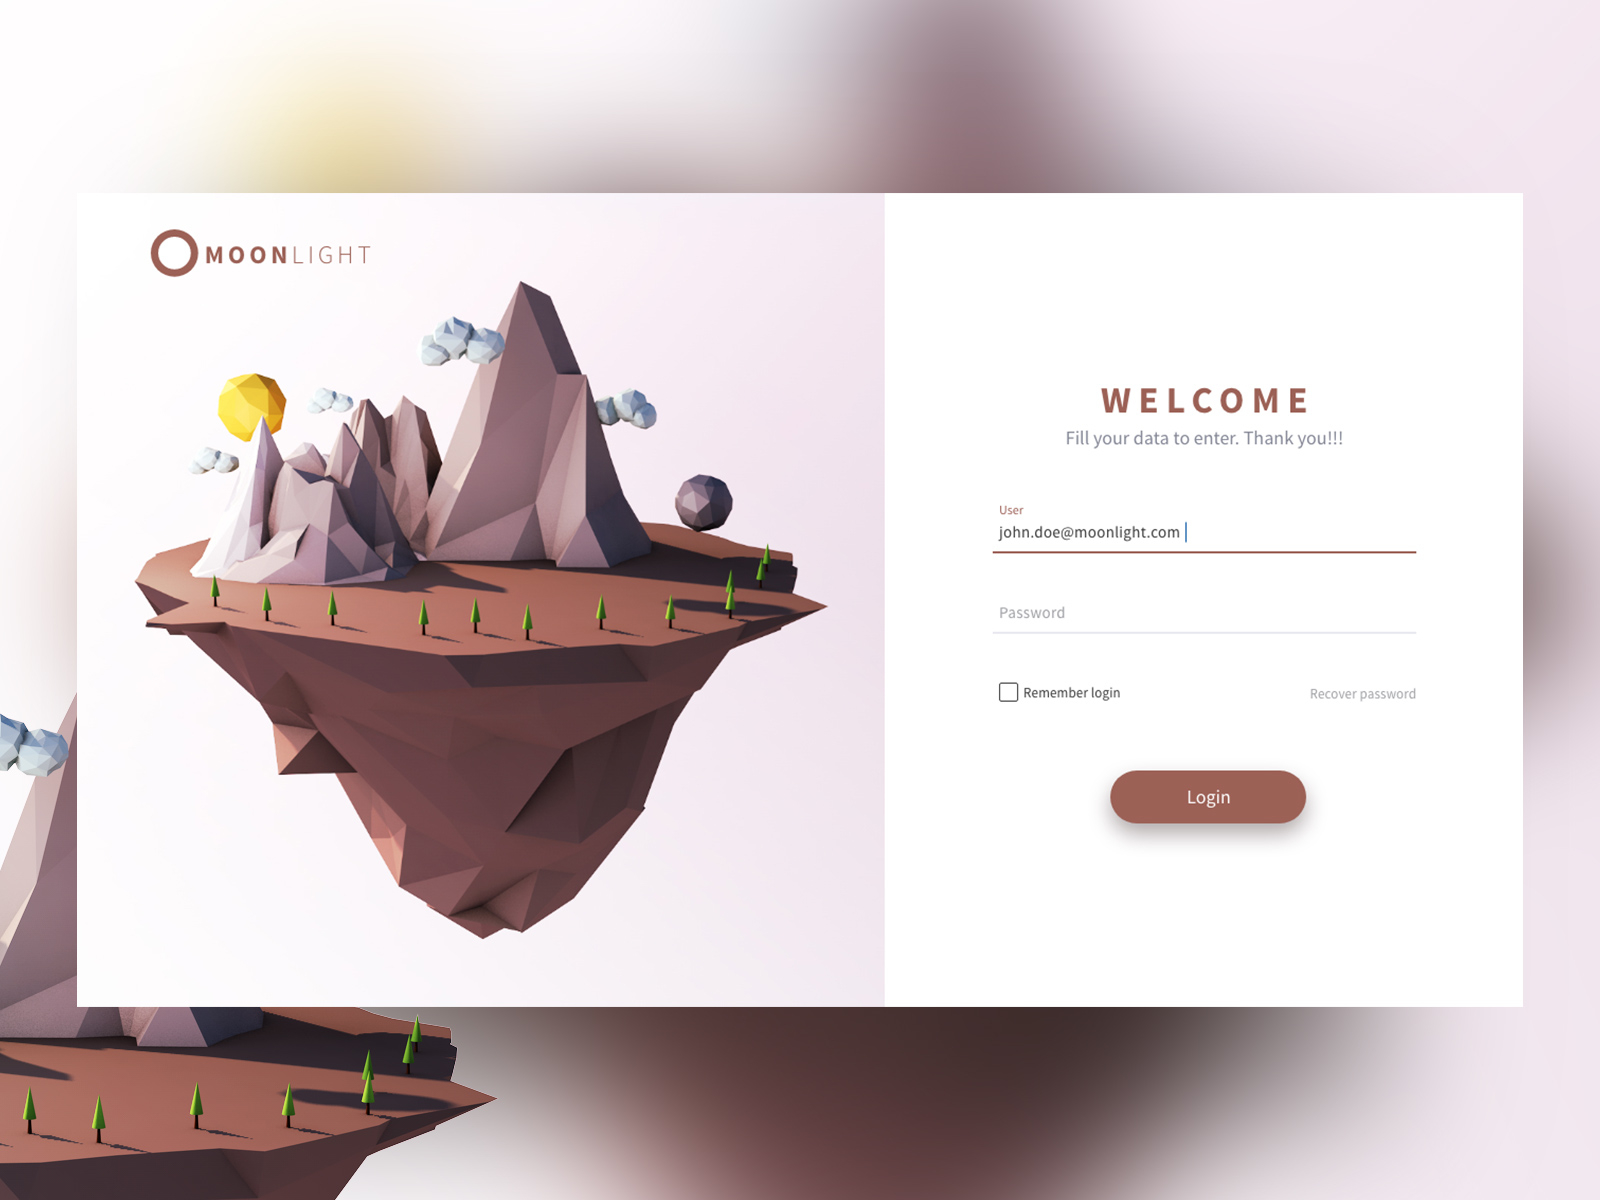 MOONLIGHT
WELCOME
Fill your data to enter. Thank you!!!
User
john.doe@moonlight.com
Password
Remember login
Recover password
Login